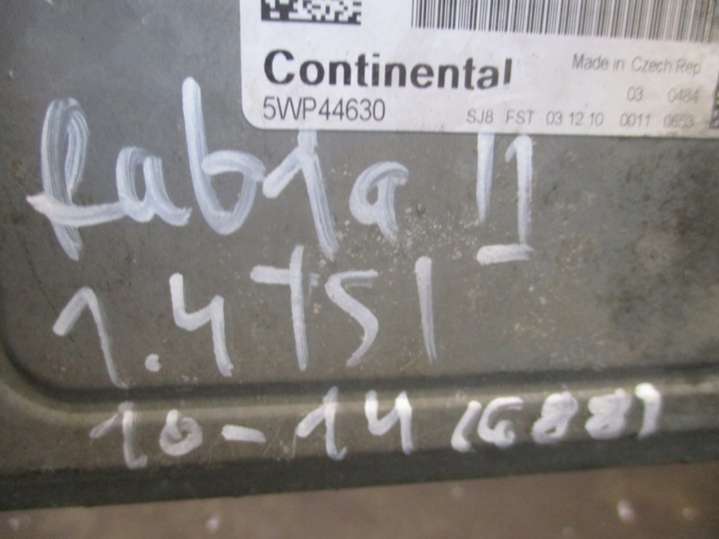 Continental
Made in Czech Rep
5WP44630
03 0484
SJ8 FST 03 12 10 0011 0653
Fabia II
1.4 TSI
10-14 (688)